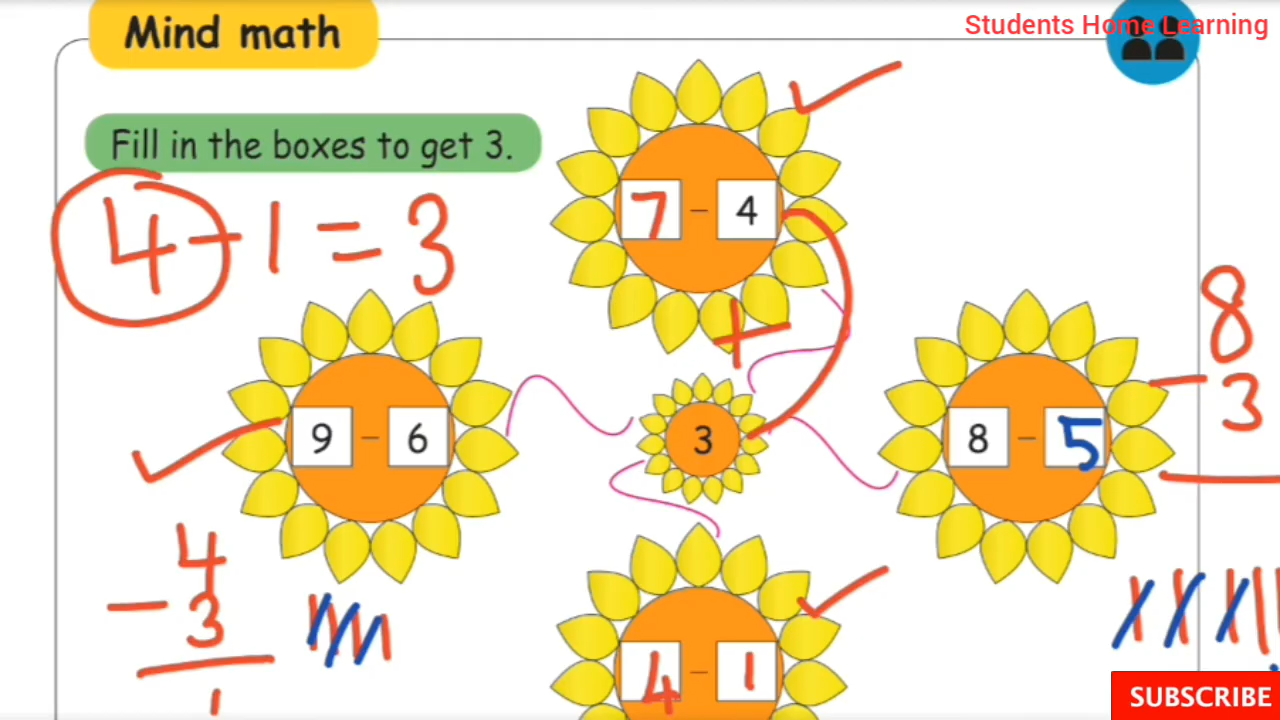 Mind math
Students Home Learning
Fill in the boxes to get 3.
4 - 1 = 3
7 - 4
+
8
- 3
9 - 6
3
8 - 5
4
- 3
1
4 - 1
SUBSCRIBE